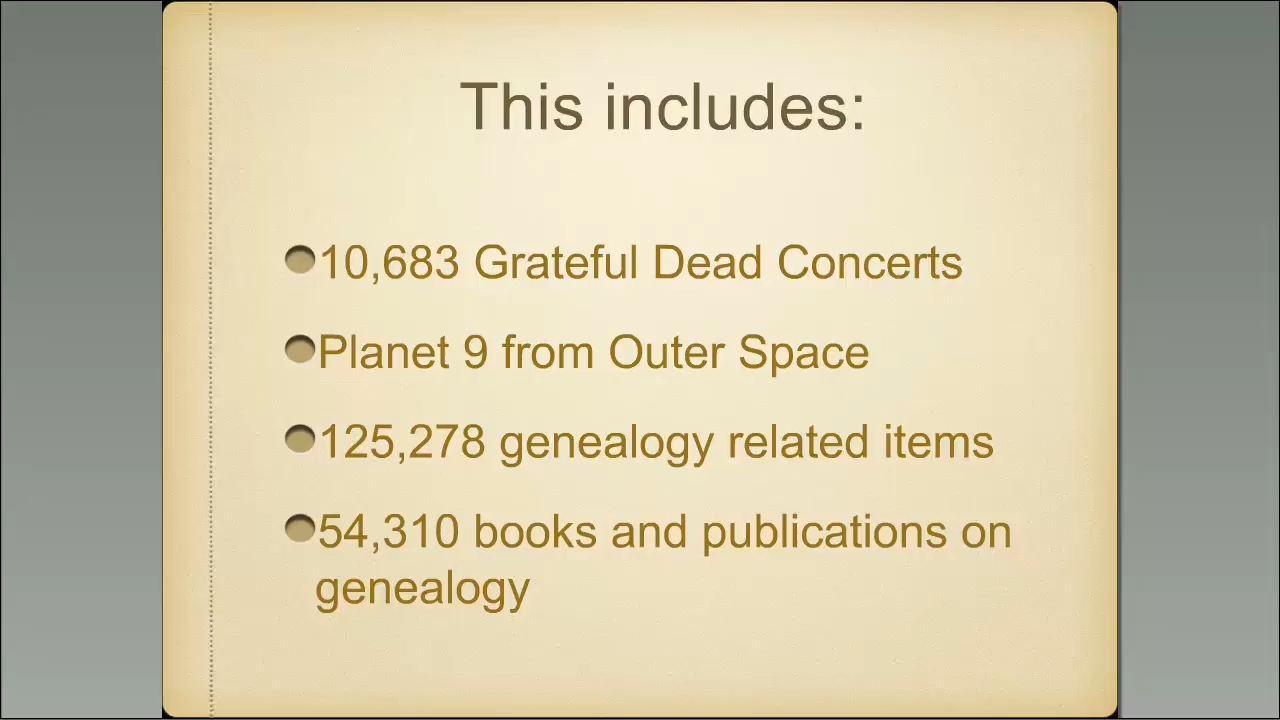 This includes:
10,683 Grateful Dead Concerts
Planet 9 from Outer Space
125,278 genealogy related items
54,310 books and publications on
genealogy